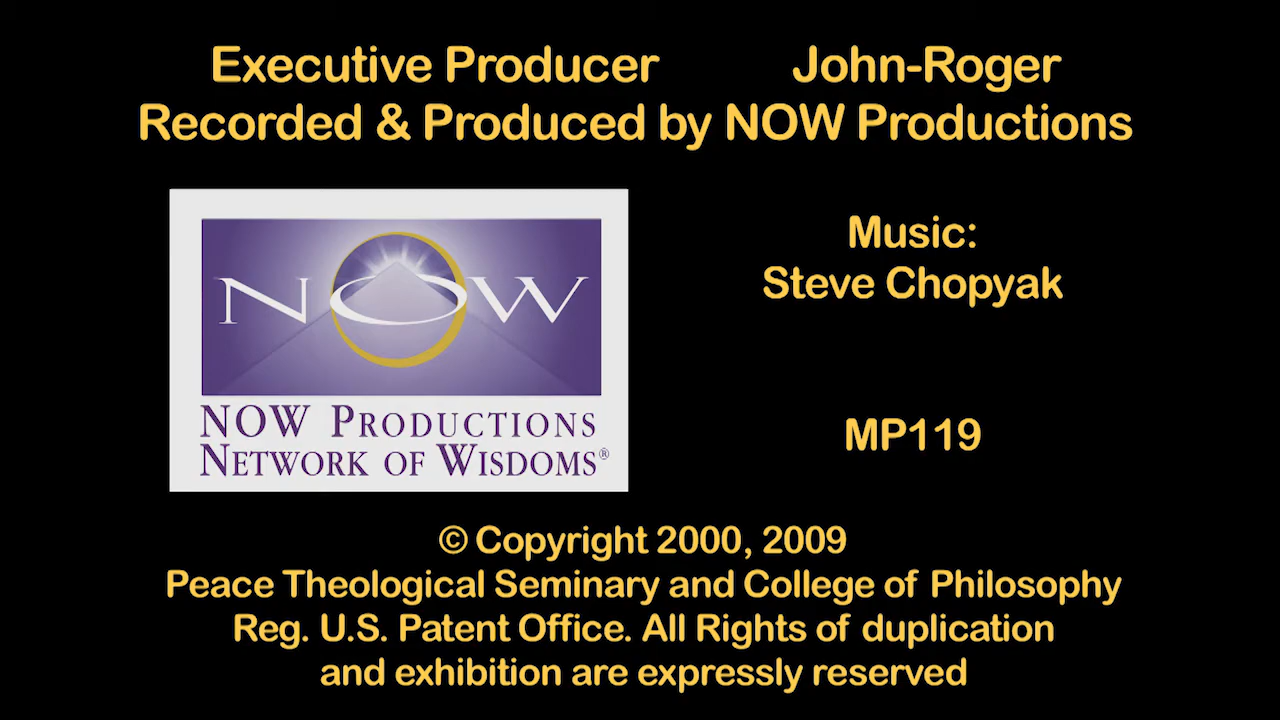 Executive Producer John-Roger
Recorded & Produced by NOW Productions
NOW
NOW PRODUCTIONS
NETWORK OF WISDOMS®
Music:
Steve Chopyak
MP119
© Copyright 2000, 2009
Peace Theological Seminary and College of Philosophy
Reg. U.S. Patent Office. All Rights of duplication
and exhibition are expressly reserved